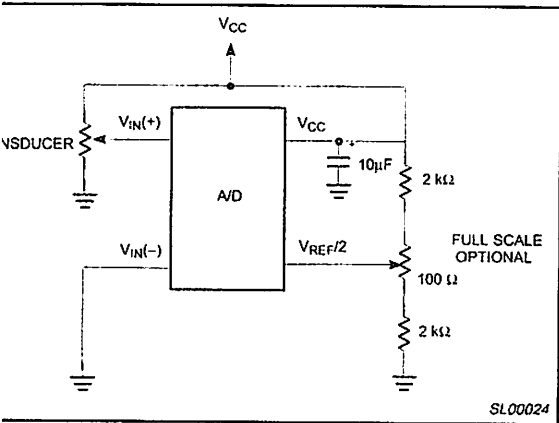 VCC
VIN(+)
VCC
NSDUCER
10µF
2 kΩ
A/D
VIN(–)
VREF/2
FULL SCALE
OPTIONAL
100 Ω
2 kΩ
SL00024